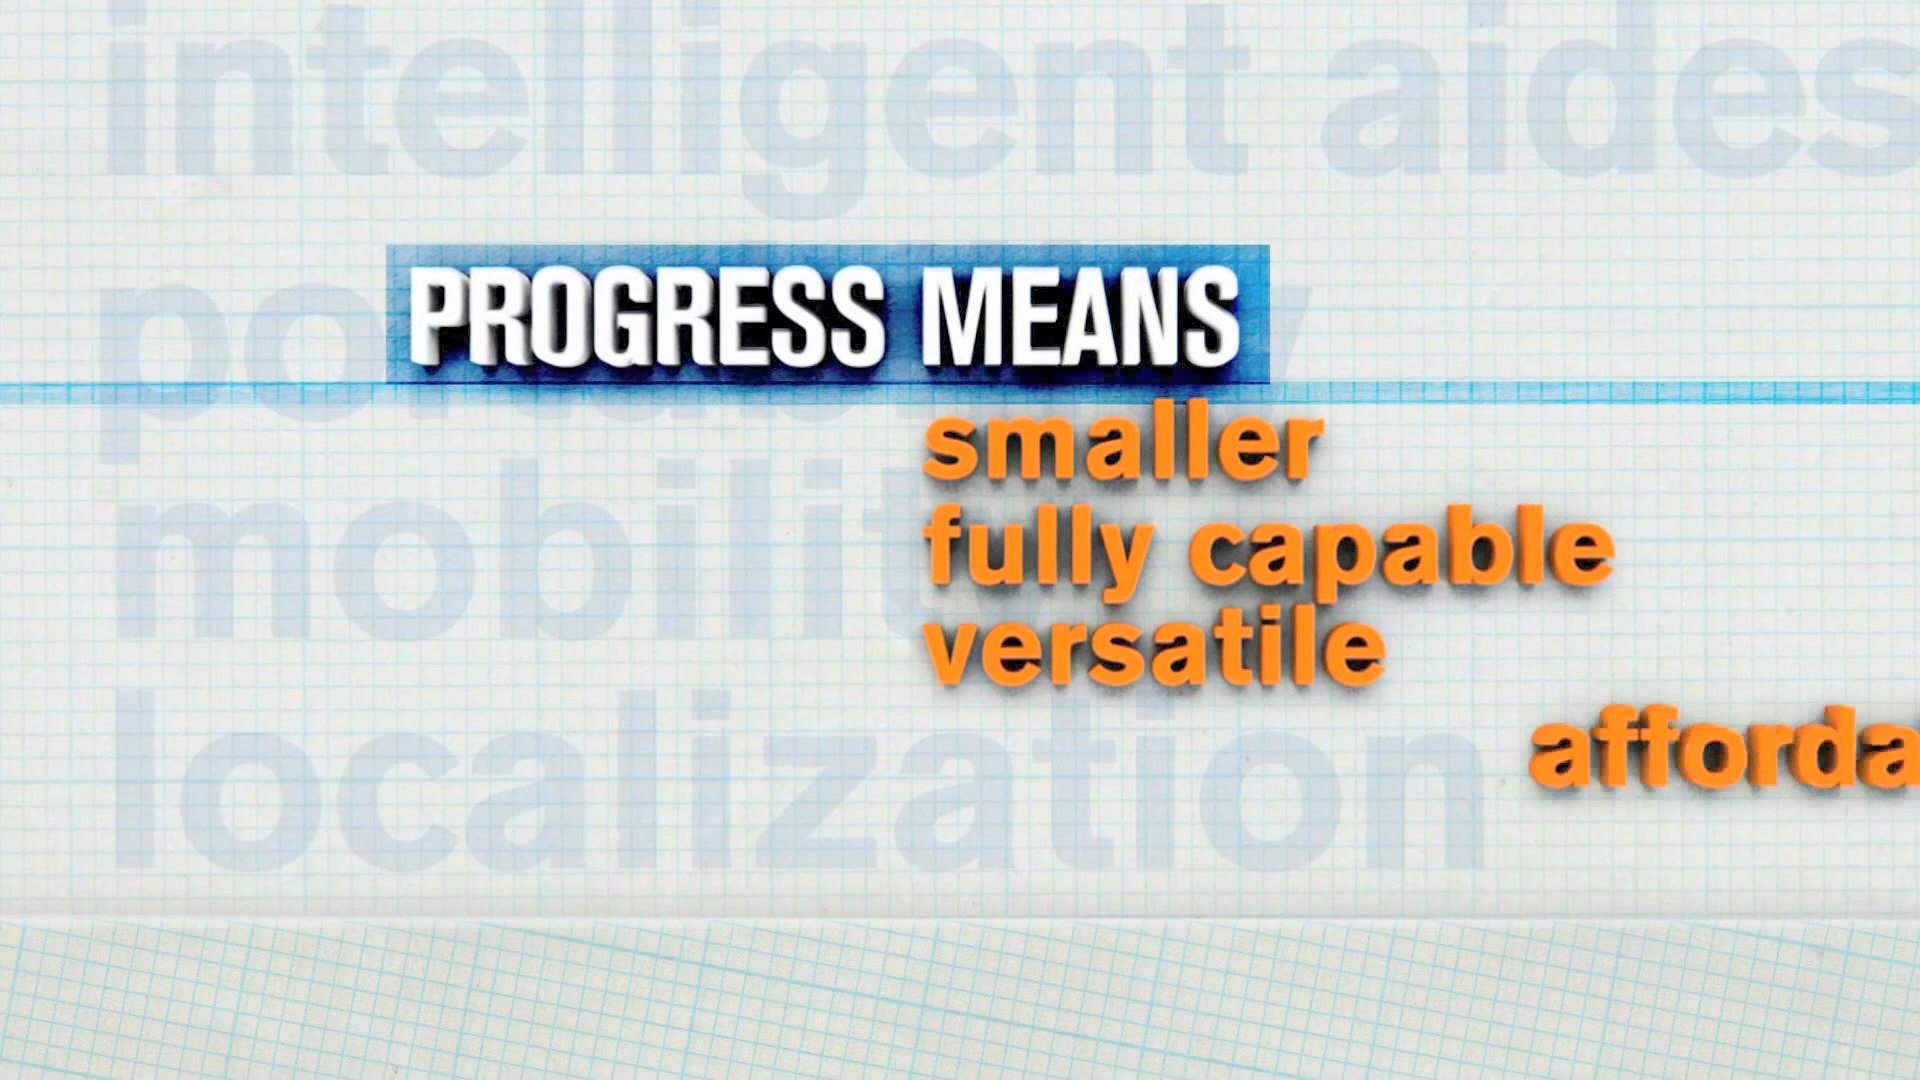 intelligent aides
PROGRESS MEANS
smaller
fully capable
mobility
versatile
localization
afforda